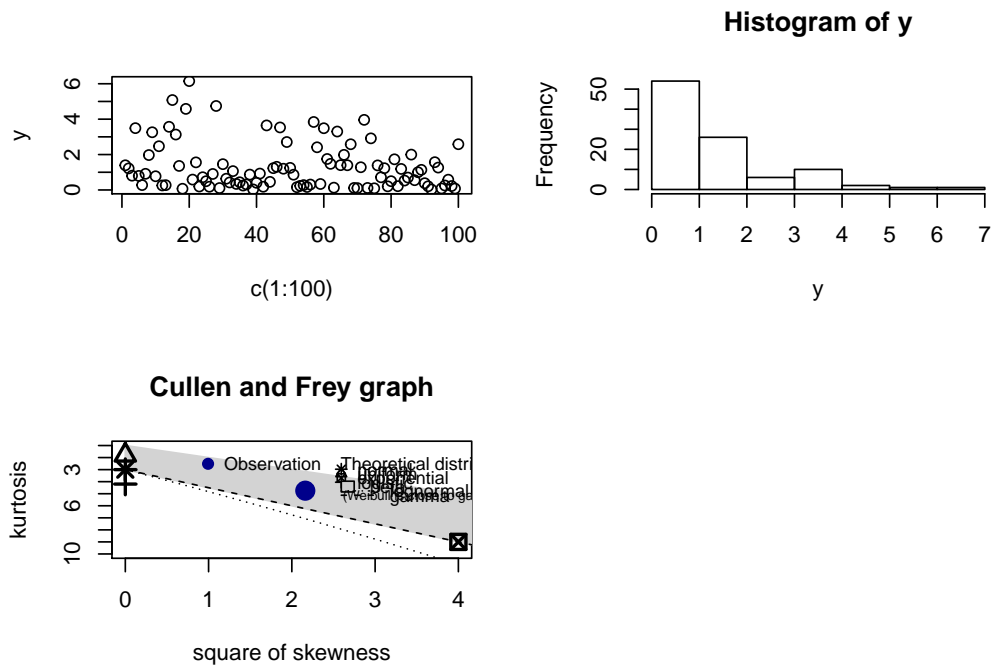 Histogram of y
y
0 2 4 6
0 20 40 60 80 100
c(1:100)
Frequency
0 20 50
0 1 2 3 4 5 6 7
y
Cullen and Frey graph
kurtosis
3 6 10
Observation
Theoretical distri
exponential
gamma
0 1 2 3 4
square of skewness